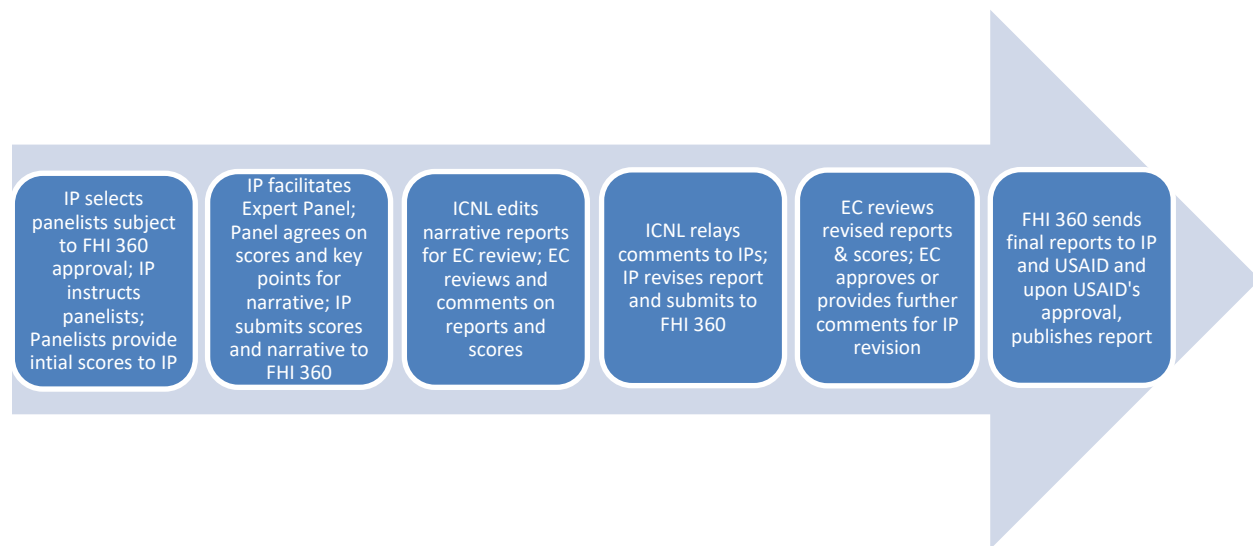 IP selects
panelists subject
to FHI 360
approval; IP
instructs
panelists;
Panelists provide
intial scores to IP
IP facilitates
Expert Panel;
Panel agrees on
scores and key
points for
narrative; IP
submits scores
and narrative to
FHI 360
ICNL edits
narrative reports
for EC review; EC
reviews and
comments on
reports and
scores
ICNL relays
comments to IPs;
IP revises report
and submits to
FHI 360
EC reviews
revised reports
& scores; EC
approves or
provides further
comments for IP
revision
FHI 360 sends
final reports to IP
and USAID and
upon USAID's
approval,
publishes report